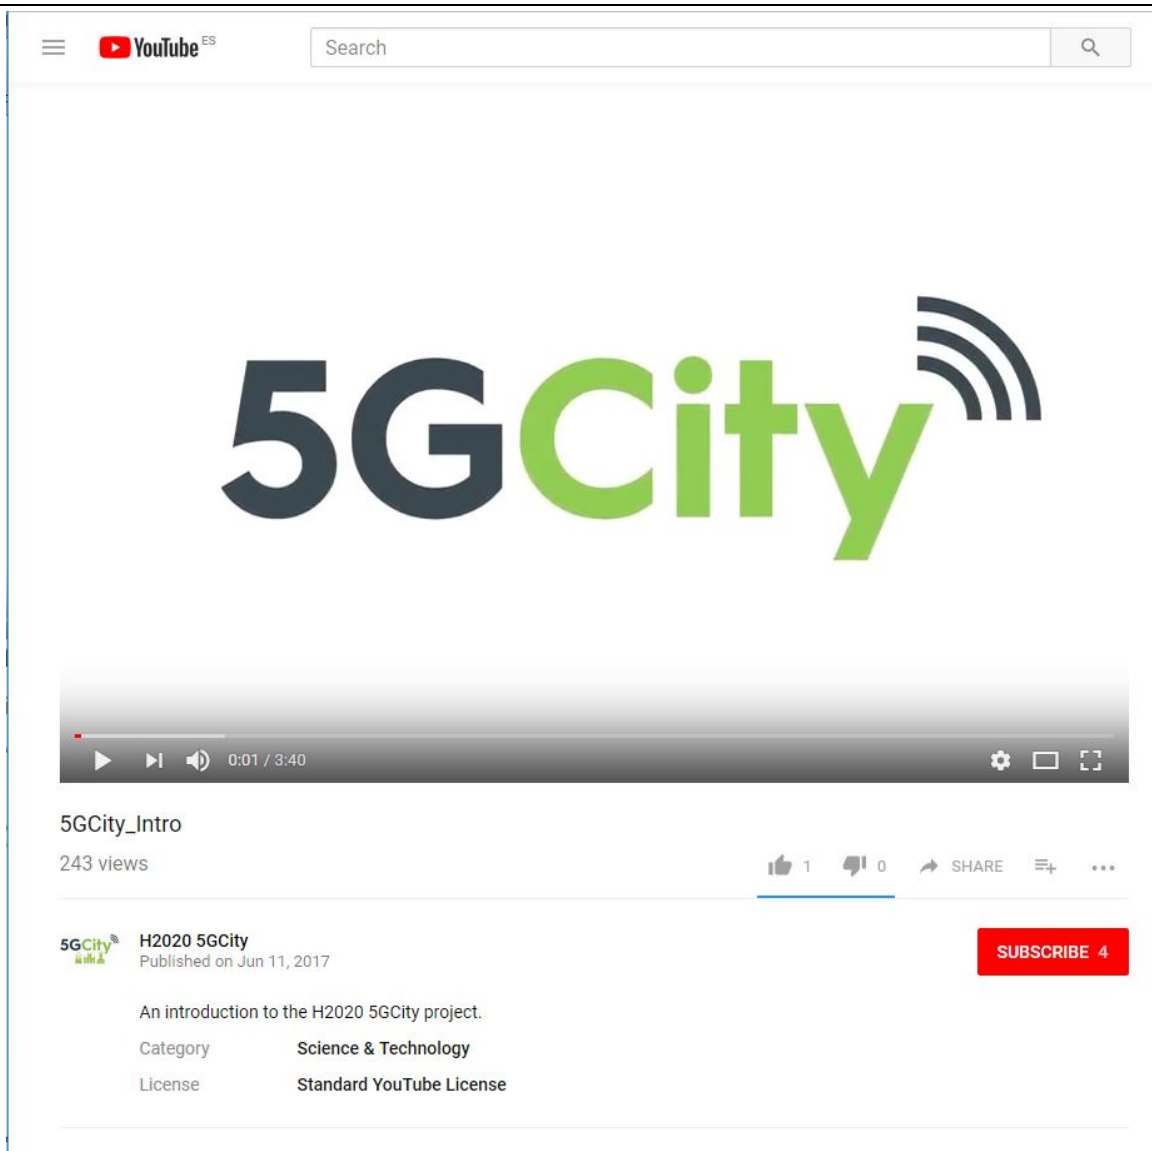 YouTube ES
Search
5GCity
0:01 / 3:40
5GCity_Intro
243 views
1
0
SHARE
5GCity
H2020 5GCity
Published on Jun 11, 2017
SUBSCRIBE 4
An introduction to the H2020 5GCity project.
Category Science & Technology
License Standard YouTube License